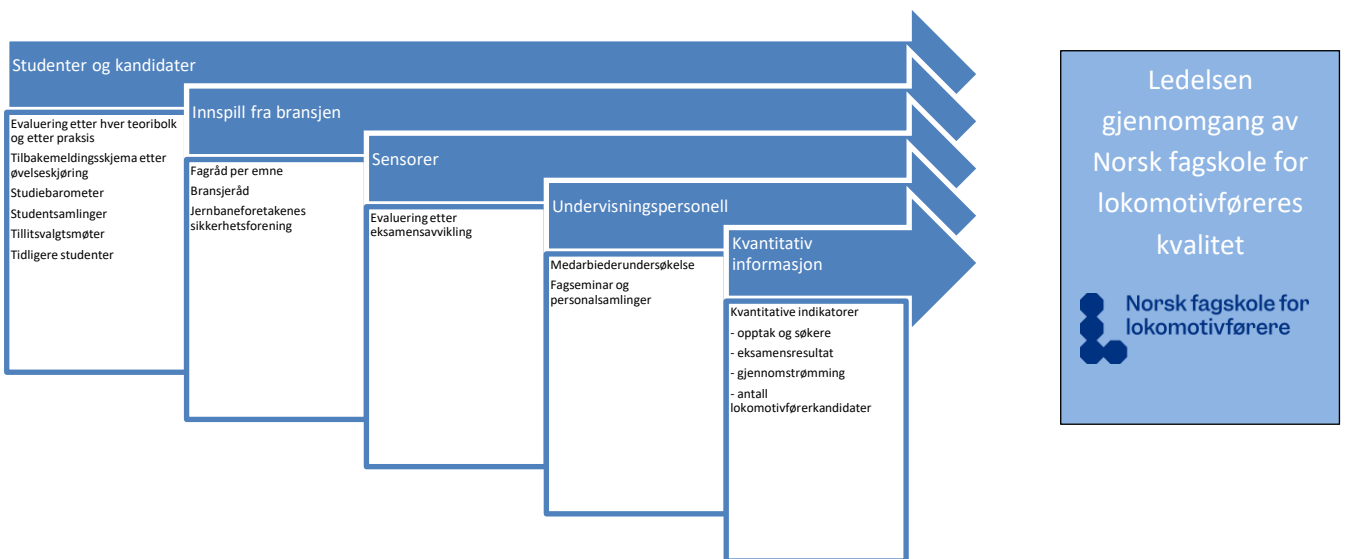 Studenter og kandidater
Evaluering etter hver teoribolk
og etter praksis
Tilbakemeldingsskjema etter
øvelseskjøring
Studiebarometer
Studentsamlinger
Tillitsvalgtsmøter
Tidligere studenter
Innspill fra bransjen
Fagråd per emne
Bransjeråd
Jernbaneforetakenes
sikkerhetsforening
Sensorer
Evaluering etter
eksamensavvikling
Undervisningspersonell
Medarbiederundersøkelse
Fagseminar og
personalsamlinger
Kvantitativ
informasjon
Kvantitative indikatorer
- opptak og søkere
- eksamensresultat
- gjennomstrømming
- antall
lokomotivførerkandidater
Ledelsen
gjennomgang av
Norsk fagskole for
lokomotivføreres
kvalitet
Norsk fagskole for
lokomotivførere